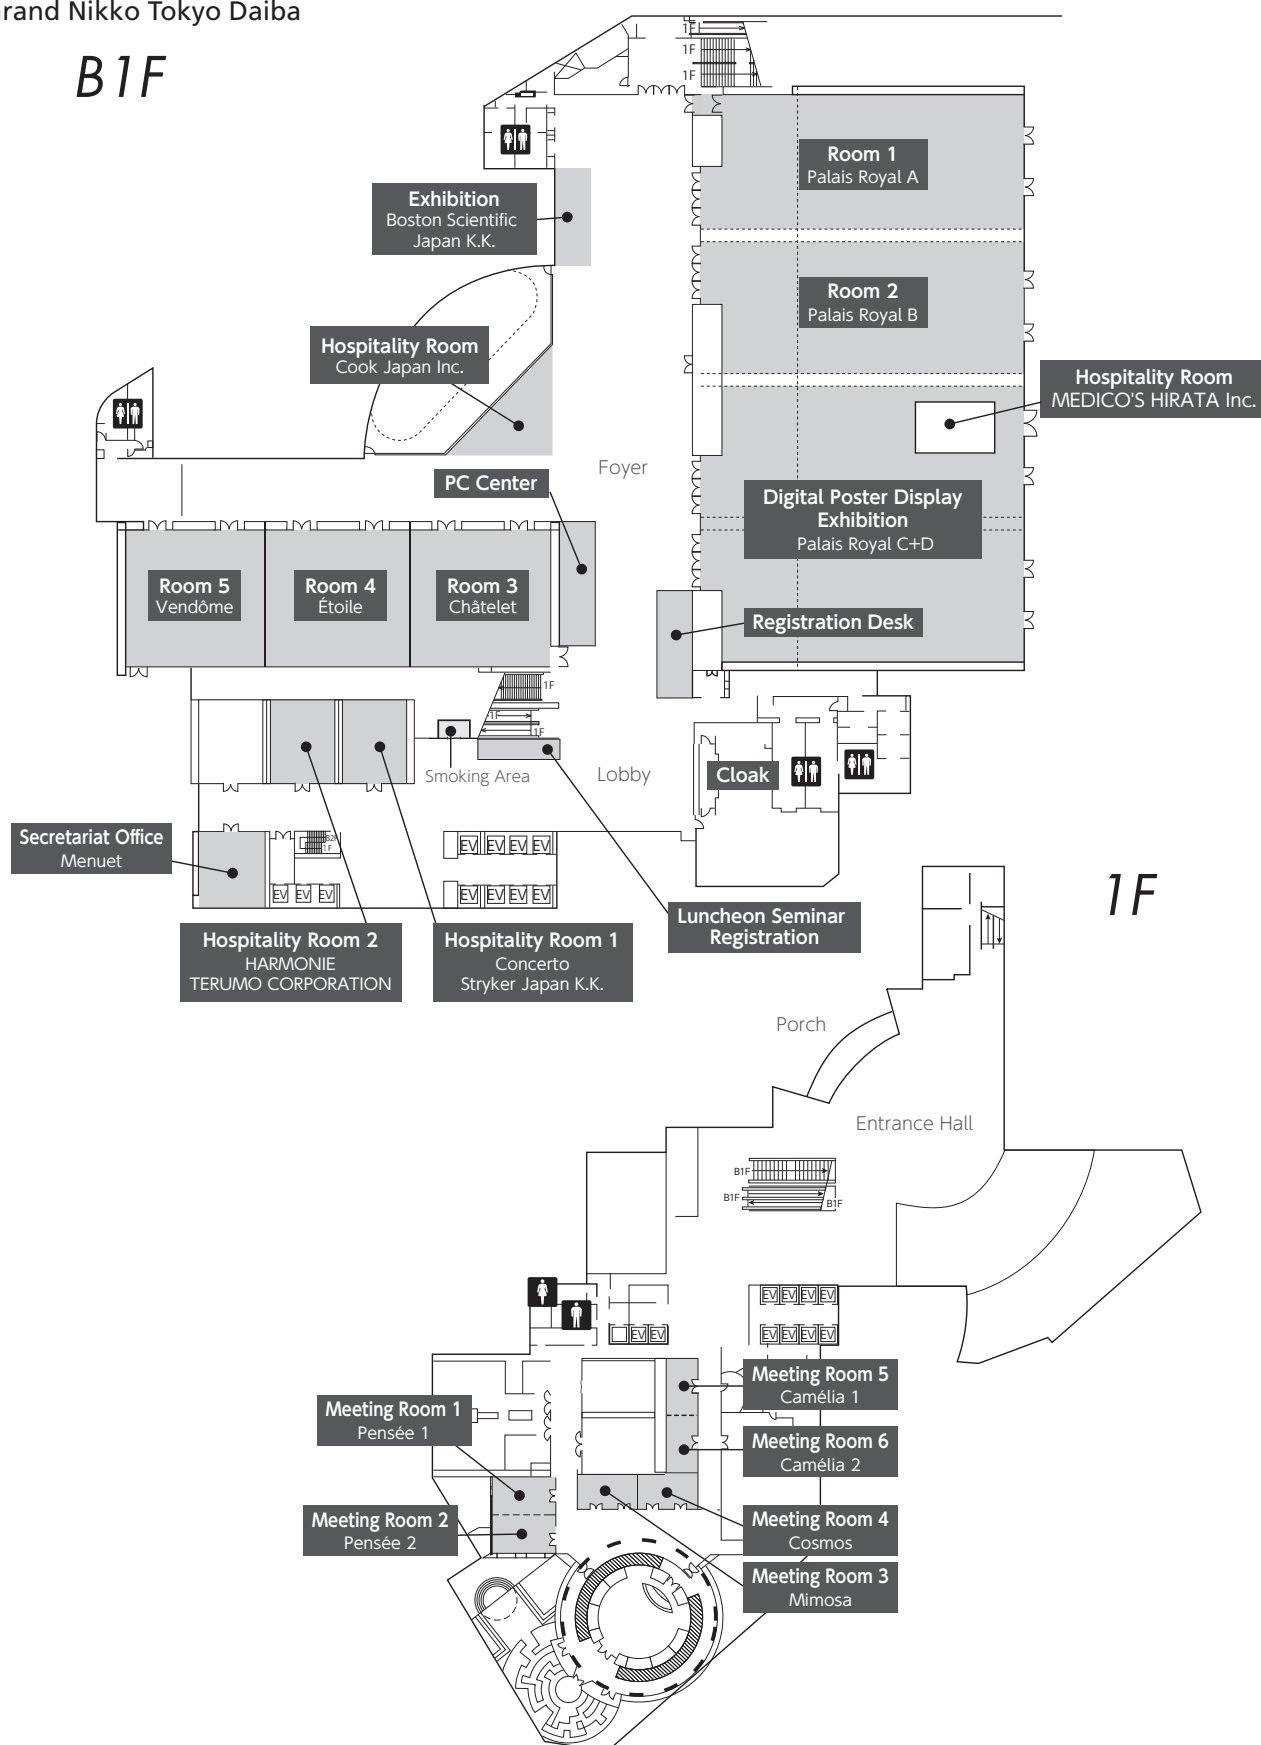 Grand Nikko Tokyo Daiba
B1F
1F
1F
1F
Room 1
Palais Royal A
Exhibition
Boston Scientific
Japan K.K.
Room 2
Palais Royal B
Hospitality Room
Cook Japan Inc.
Hospitality Room
MEDICO'S HIRATA Inc.
Foyer
PC Center
Digital Poster Display
Exhibition
Palais Royal C+D
Room 5
Vendôme
Room 4
Étoile
Room 3
Châtelet
Registration Desk
1F
1F
1F
Smoking Area
Lobby
Cloak
Secretariat Office
Menuet
B2F
1F
EV EV EV EV
EV EV EV
EV EV EV EV
Luncheon Seminar
Registration
Hospitality Room 2
HARMONIE
TERUMO CORPORATION
Hospitality Room 1
Concerto
Stryker Japan K.K.
1F
Porch
Entrance Hall
B1F
B1F
B1F
EV EV EV EV
EV EV
EV EV EV EV
Meeting Room 5
Camélia 1
Meeting Room 1
Pensée 1
Meeting Room 6
Camélia 2
Meeting Room 2
Pensée 2
Meeting Room 4
Cosmos
Meeting Room 3
Mimosa